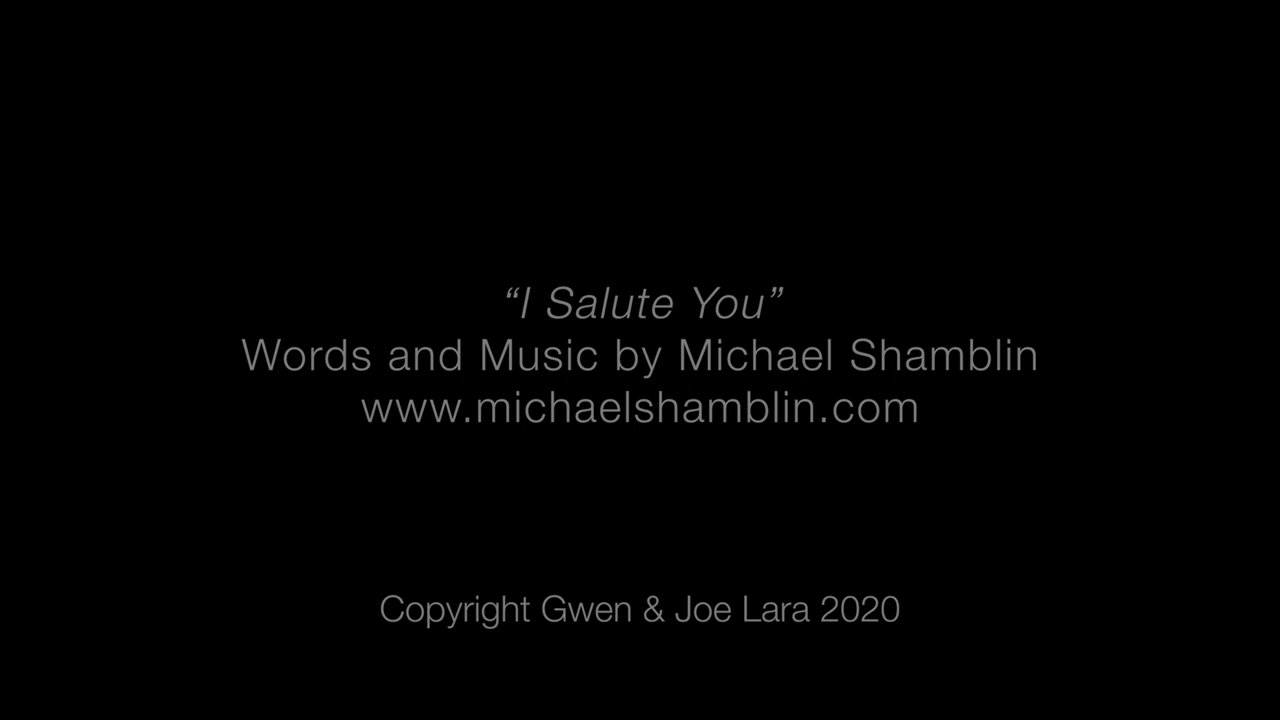 “I Salute You”
Words and Music by Michael Shamblin
www.michaelshamblin.com
Copyright Gwen & Joe Lara 2020